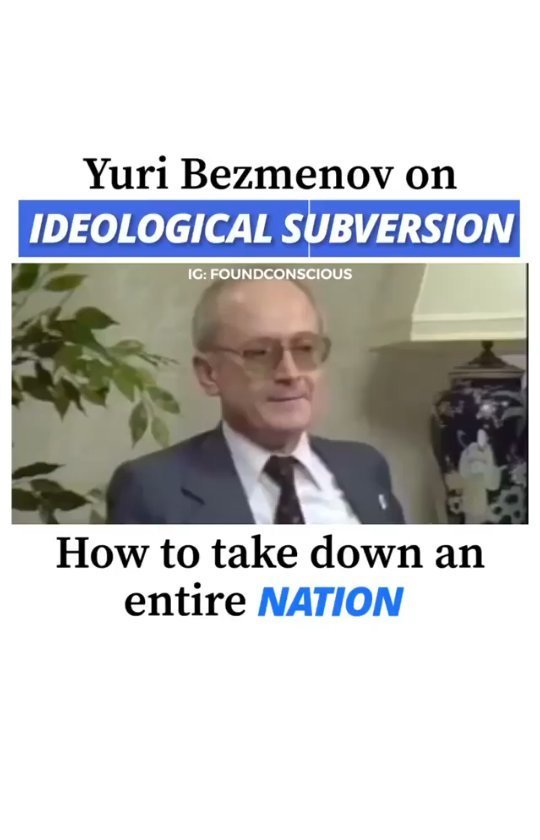 Yuri Bezmenov on
IDEOLOGICAL SUBVERSION
IG: FOUNDCONSCIOUS
How to take down an
entire NATION